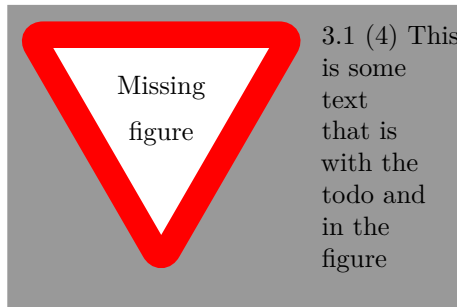 Missing
figure
3.1 (4) This
is some
text
that is
with the
todo and
in the
figure